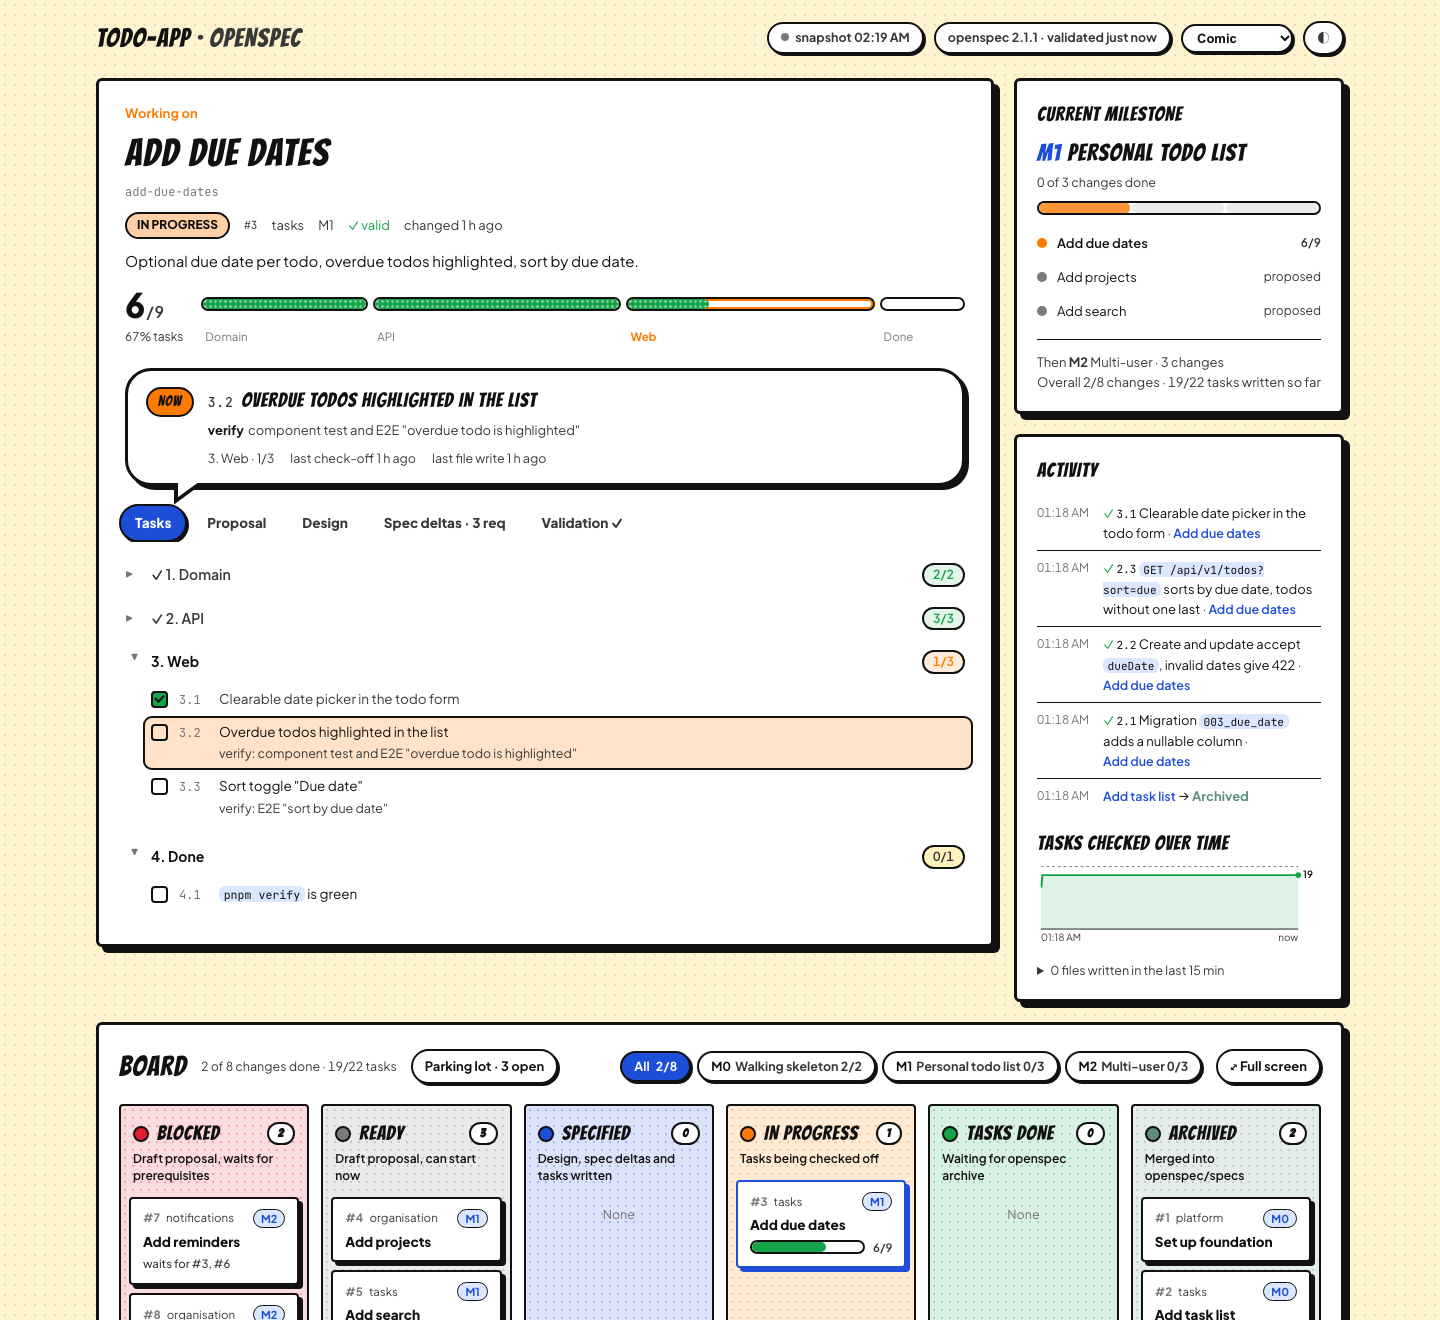 TODO-APP · OPENSPEC
snapshot 02:19 AM
openspec 2.1.1 · validated just now
Comic
Working on
ADD DUE DATES
add-due-dates
IN PROGRESS #3 tasks M1 ✓ valid changed 1 h ago
Optional due date per todo, overdue todos highlighted, sort by due date.
6/9
67% tasks Domain API Web Done
NOW 3.2 OVERDUE TODOS HIGHLIGHTED IN THE LIST
verify component test and E2E "overdue todo is highlighted"
3. Web · 1/3 last check-off 1 h ago last file write 1 h ago
Tasks Proposal Design Spec deltas · 3 req Validation ✓
✓ 1. Domain 2/2
✓ 2. API 3/3
3. Web 1/3
3.1 Clearable date picker in the todo form
3.2 Overdue todos highlighted in the list
verify: component test and E2E "overdue todo is highlighted"
3.3 Sort toggle "Due date"
verify: E2E "sort by due date"
4. Done 0/1
4.1 pnpm verify is green
CURRENT MILESTONE
M1 PERSONAL TODO LIST
0 of 3 changes done
Add due dates 6/9
Add projects proposed
Add search proposed
Then M2 Multi-user · 3 changes
Overall 2/8 changes · 19/22 tasks written so far
ACTIVITY
01:18 AM ✓ 3.1 Clearable date picker in the
todo form · Add due dates
01:18 AM ✓ 2.3 GET /api/v1/todos?
sort=due sorts by due date, todos
without one last · Add due dates
01:18 AM ✓ 2.2 Create and update accept
dueDate, invalid dates give 422 ·
Add due dates
01:18 AM ✓ 2.1 Migration 003_due_date
adds a nullable column ·
Add due dates
01:18 AM Add task list → Archived
TASKS CHECKED OVER TIME
19
01:18 AM now
0 files written in the last 15 min
BOARD 2 of 8 changes done · 19/22 tasks Parking lot · 3 open All 2/8 M0 Walking skeleton 2/2 M1 Personal todo list 0/3 M2 Multi-user 0/3 ⤢ Full screen
BLOCKED 2
Draft proposal, waits for
prerequisites
#7 notifications M2
Add reminders
waits for #3, #6
#8 organisation M2
READY 3
Draft proposal, can start
now
#4 organisation M1
Add projects
#5 tasks M1
Add search
SPECIFIED 0
Design, spec deltas and
tasks written
None
IN PROGRESS 1
Tasks being checked off
#3 tasks M1
Add due dates
6/9
TASKS DONE 0
Waiting for openspec
archive
None
ARCHIVED 2
Merged into
openspec/specs
#1 platform M0
Set up foundation
#2 tasks M0
Add task list